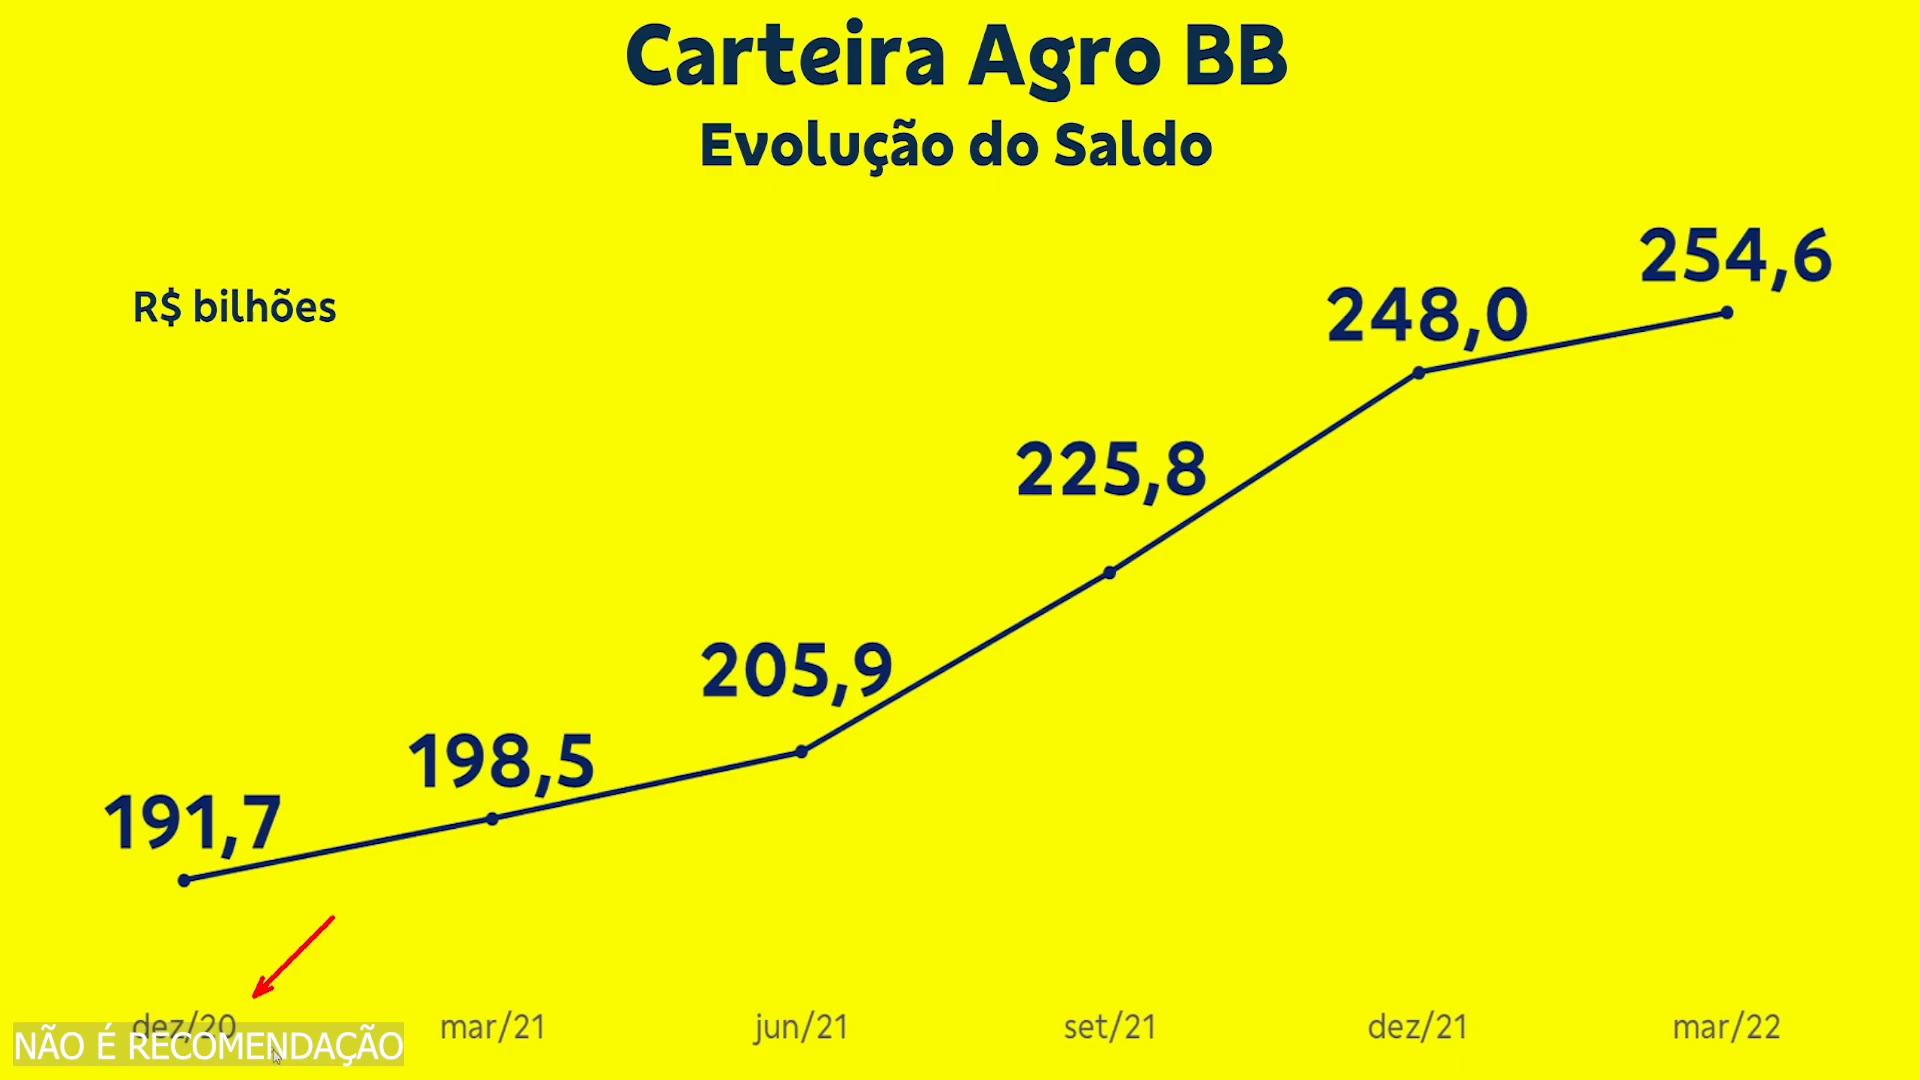 Carteira Agro BB
Evolução do Saldo
R$ bilhões
254,6
248,0
225,8
205,9
198,5
191,7
dez/20
mar/21
jun/21
set/21
dez/21
mar/22
NÃO É RECOMENDAÇÃO